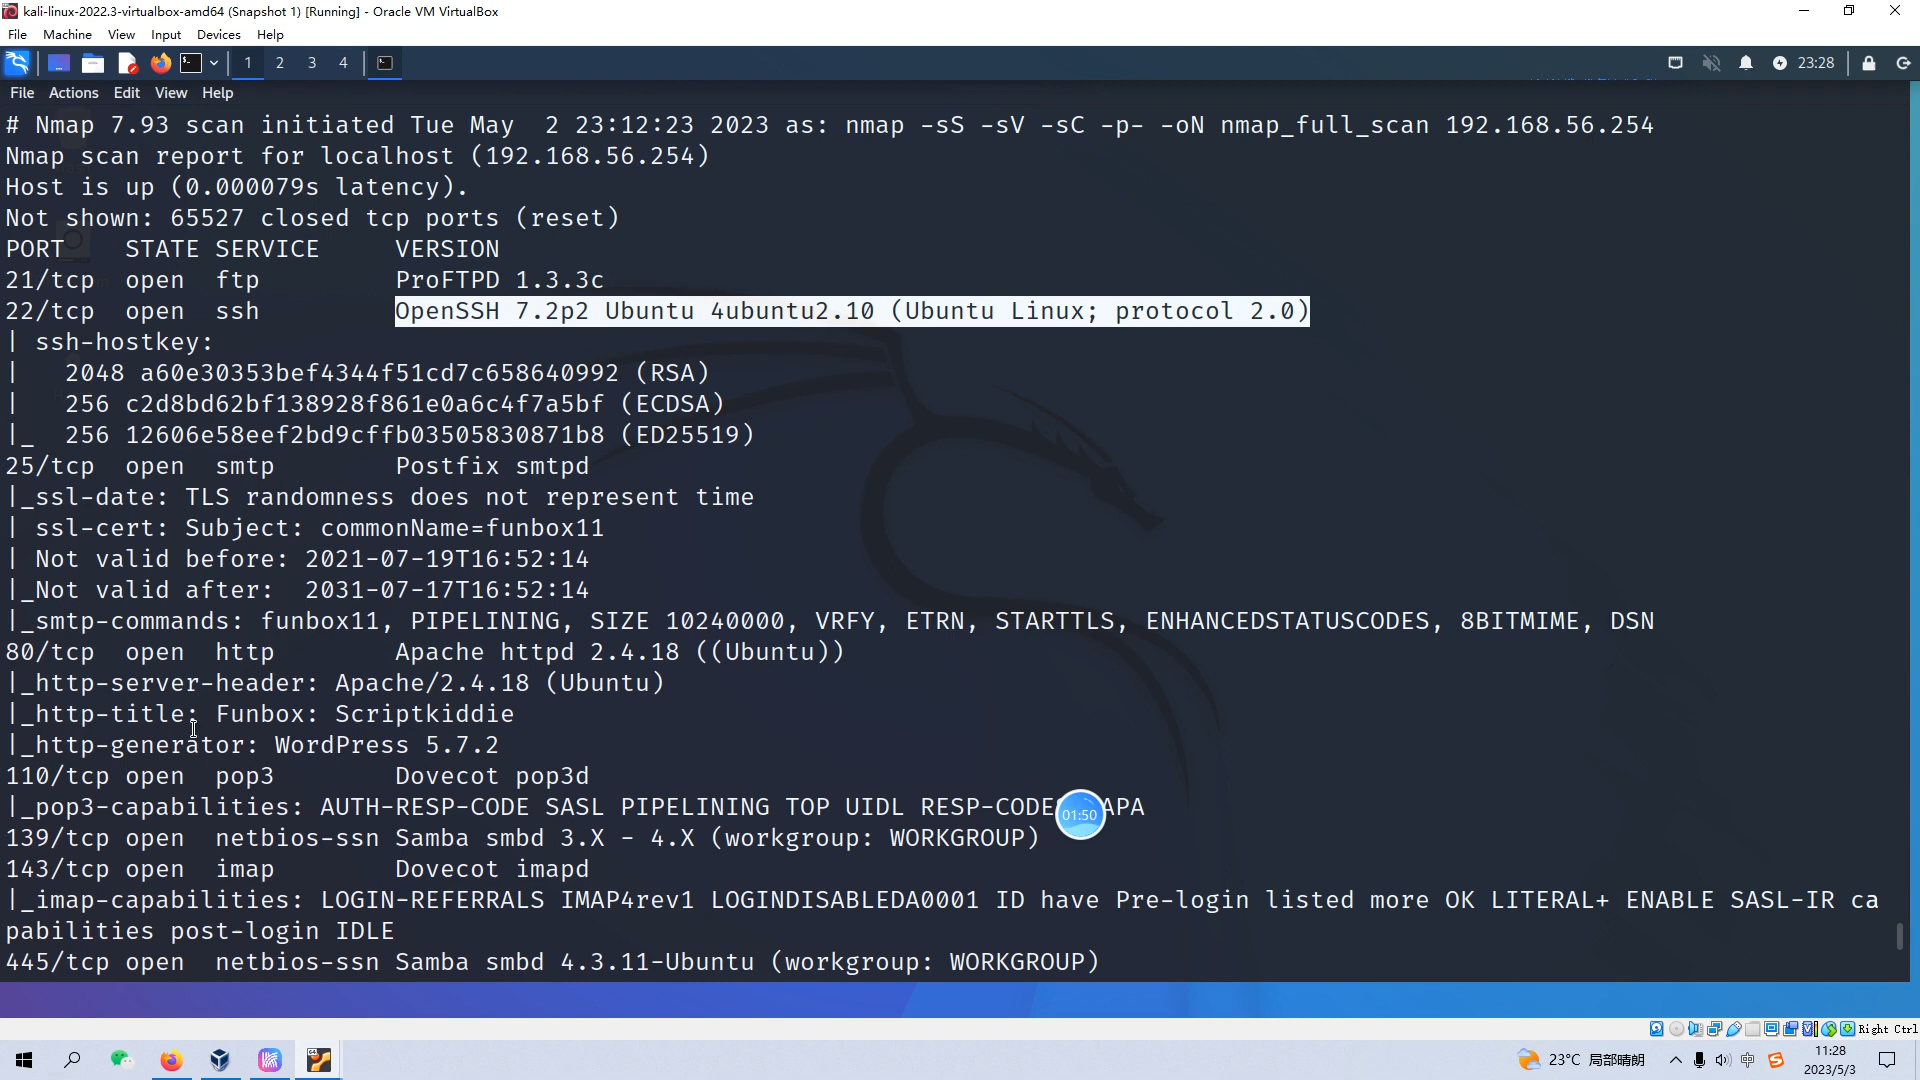 kali-linux-2022.3-virtualbox-amd64 (Snapshot 1) [Running] - Oracle VM VirtualBox
File Machine View Input Devices Help
1 2 3 4 23:28
File Actions Edit View Help
# Nmap 7.93 scan initiated Tue May  2 23:12:23 2023 as: nmap -sS -sV -sC -p- -oN nmap_full_scan 192.168.56.254
Nmap scan report for localhost (192.168.56.254)
Host is up (0.000079s latency).
Not shown: 65527 closed tcp ports (reset)
PORT    STATE SERVICE     VERSION
21/tcp  open  ftp         ProFTPD 1.3.3c
22/tcp  open  ssh         OpenSSH 7.2p2 Ubuntu 4ubuntu2.10 (Ubuntu Linux; protocol 2.0)
| ssh-hostkey:
|   2048 a60e30353bef4344f51cd7c658640992 (RSA)
|   256 c2d8bd62bf138928f861e0a6c4f7a5bf (ECDSA)
|_  256 12606e58eef2bd9cffb03505830871b8 (ED25519)
25/tcp  open  smtp        Postfix smtpd
|_ssl-date: TLS randomness does not represent time
| ssl-cert: Subject: commonName=funbox11
| Not valid before: 2021-07-19T16:52:14
|_Not valid after:  2031-07-17T16:52:14
|_smtp-commands: funbox11, PIPELINING, SIZE 10240000, VRFY, ETRN, STARTTLS, ENHANCEDSTATUSCODES, 8BITMIME, DSN
80/tcp  open  http        Apache httpd 2.4.18 ((Ubuntu))
|_http-server-header: Apache/2.4.18 (Ubuntu)
|_http-title: Funbox: Scriptkiddie
|_http-generator: WordPress 5.7.2
110/tcp open  pop3        Dovecot pop3d
|_pop3-capabilities: AUTH-RESP-CODE SASL PIPELINING TOP UIDL RESP-CODE APA
01:50
139/tcp open  netbios-ssn Samba smbd 3.X - 4.X (workgroup: WORKGROUP)
143/tcp open  imap        Dovecot imapd
|_imap-capabilities: LOGIN-REFERRALS IMAP4rev1 LOGINDISABLEDA0001 ID have Pre-login listed more OK LITERAL+ ENABLE SASL-IR ca
pabilities post-login IDLE
445/tcp open  netbios-ssn Samba smbd 4.3.11-Ubuntu (workgroup: WORKGROUP)
Right Ctrl
23°C 局部晴朗 中 11:28
2023/5/3